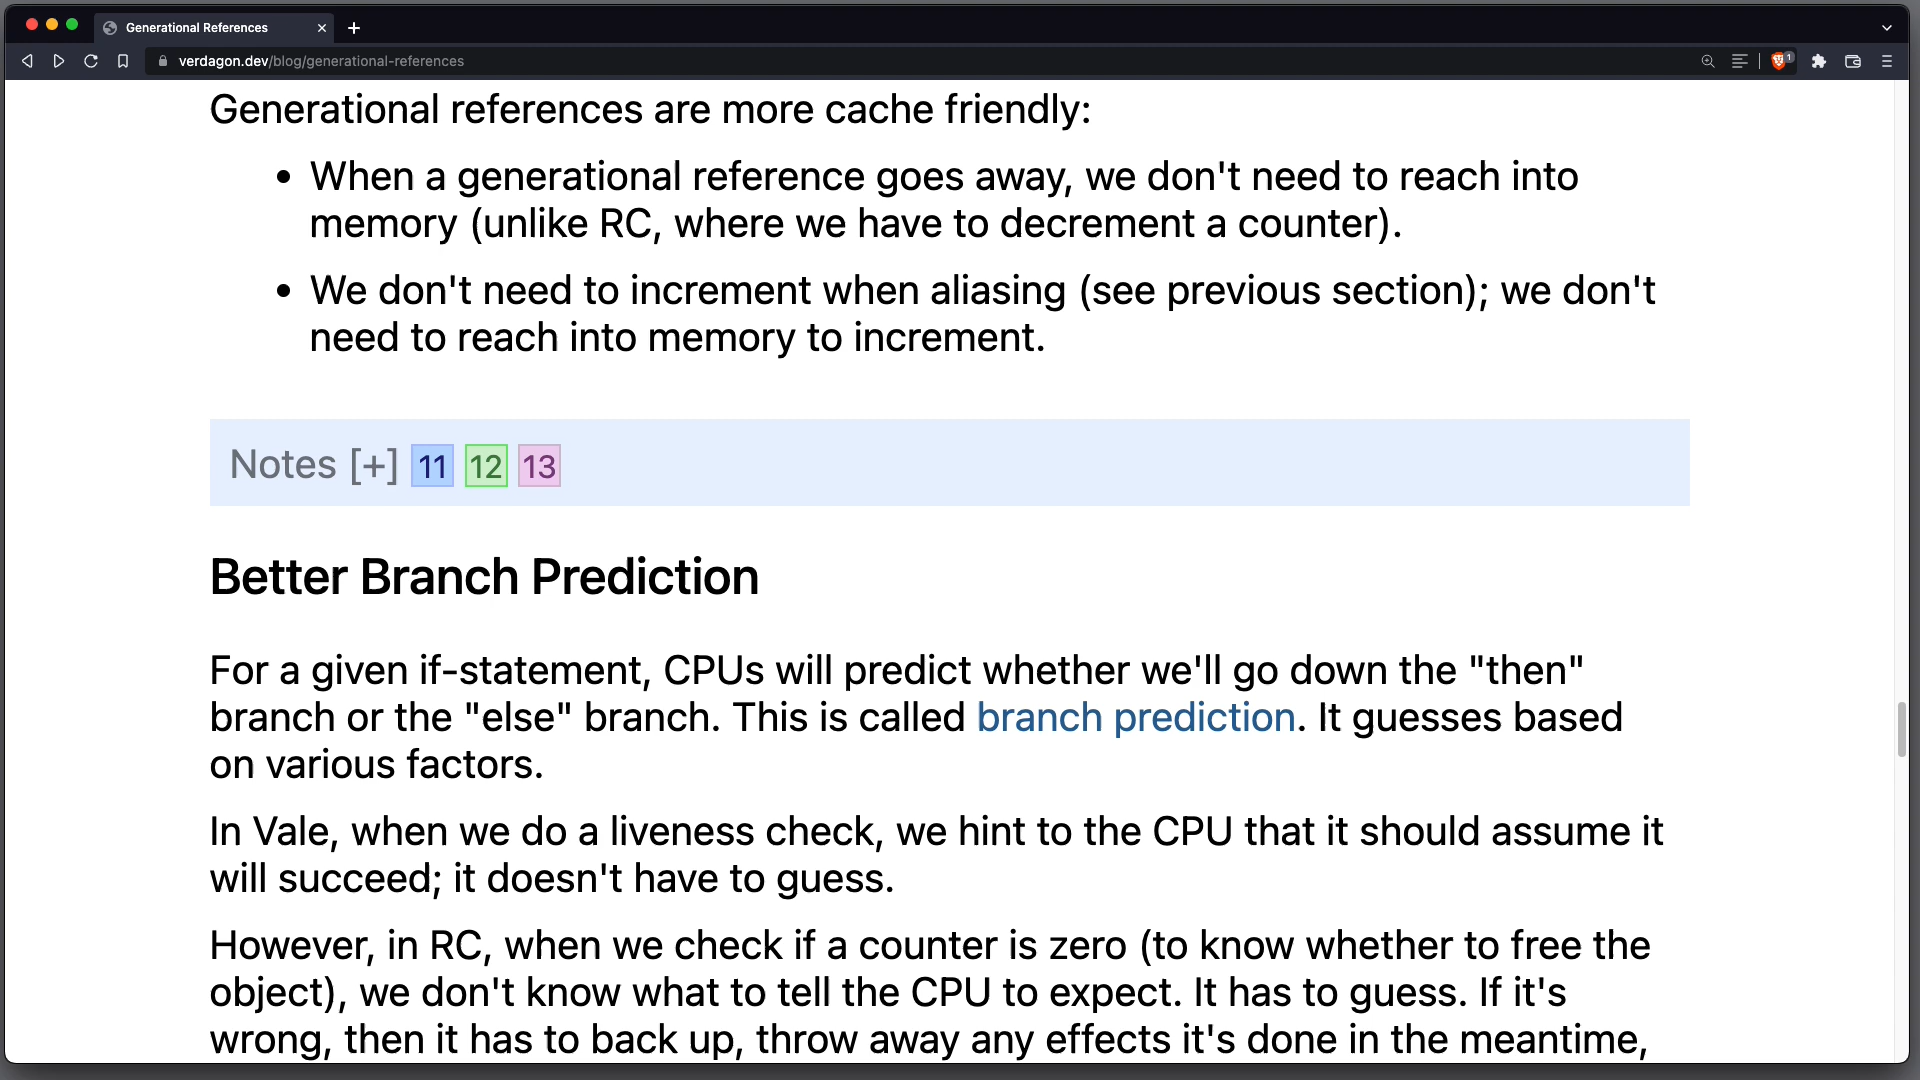 Generational References
verdagon.dev/blog/generational-references
1
Generational references are more cache friendly:
• When a generational reference goes away, we don't need to reach into
memory (unlike RC, where we have to decrement a counter).
• We don't need to increment when aliasing (see previous section); we don't
need to reach into memory to increment.
Notes [+] 11 12 13
Better Branch Prediction
For a given if-statement, CPUs will predict whether we'll go down the "then"
branch or the "else" branch. This is called branch prediction. It guesses based
on various factors.
In Vale, when we do a liveness check, we hint to the CPU that it should assume it
will succeed; it doesn't have to guess.
However, in RC, when we check if a counter is zero (to know whether to free the
object), we don't know what to tell the CPU to expect. It has to guess. If it's
wrong, then it has to back up, throw away any effects it's done in the meantime,